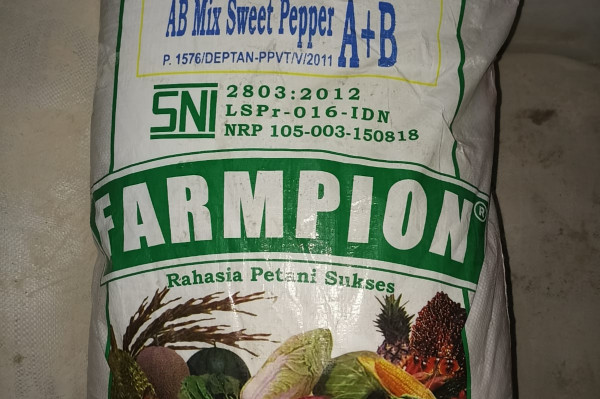 AB Mix Sweet Pepper A+B
P. 1576/DEPTAN-PPVT/V/2011
SNI 2803:2012
LSPr-016-IDN
NRP 105-003-150818
FARMPION®
Rahasia Petani Sukses